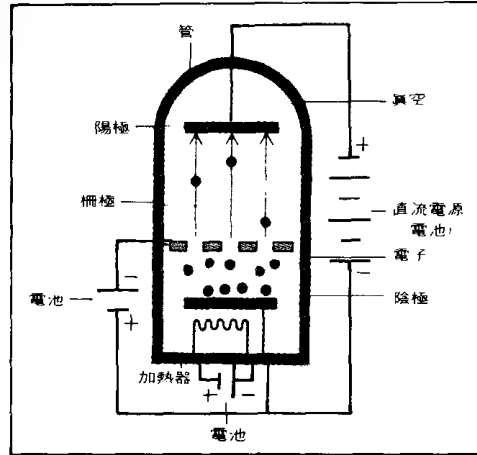 管
眞空
陽極
+
柵極
直流電源
電池)
電子
−
−
電池
陰極
+
加熱器
+ −
電池